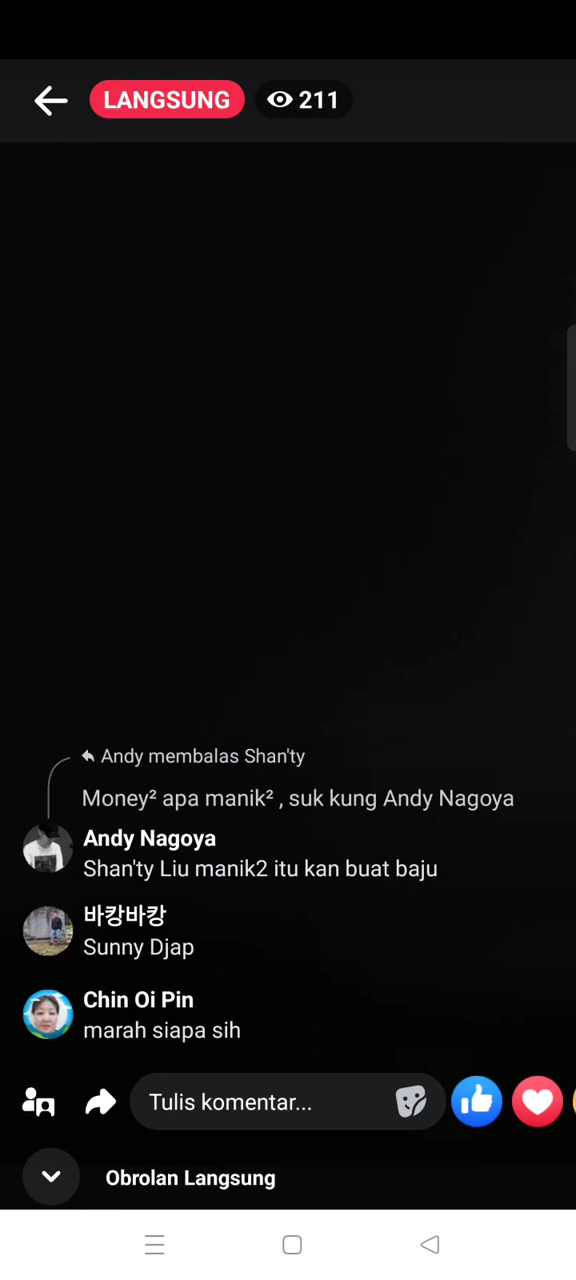 LANGSUNG 211
Andy membalas Shan'ty
Money² apa manik² , suk kung Andy Nagoya
Andy Nagoya
Shan'ty Liu manik2 itu kan buat baju
바캉바캉
Sunny Djap
Chin Oi Pin
marah siapa sih
Tulis komentar...
Obrolan Langsung